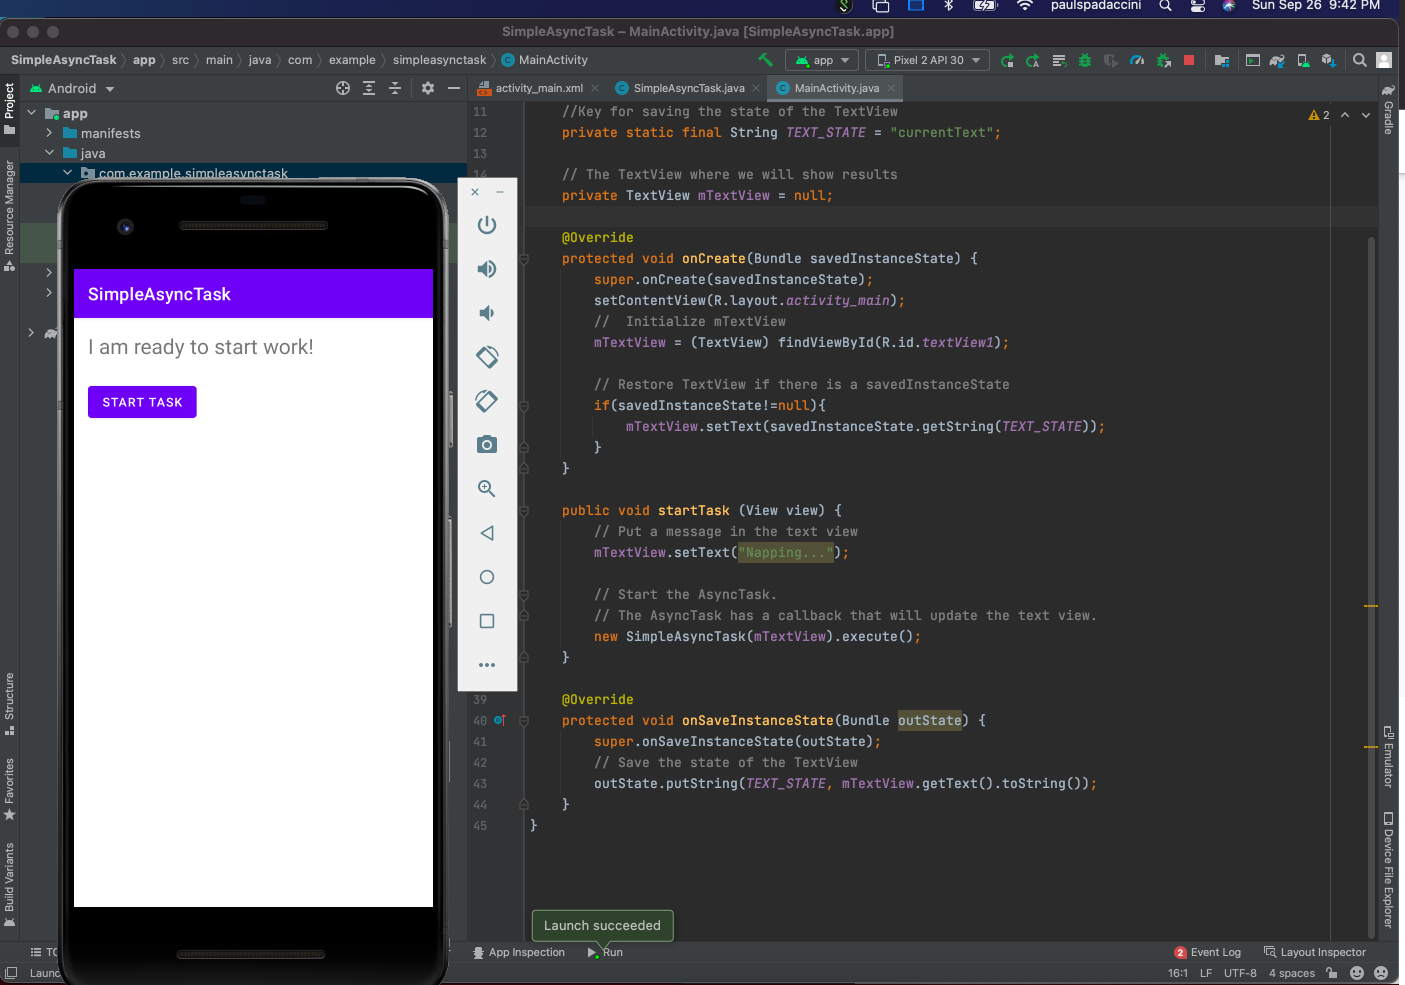 paulspadaccini
Sun Sep 26 9:42 PM
SimpleAsyncTask – MainActivity.java [SimpleAsyncTask.app]
SimpleAsyncTask
app
src
main
java
com
example
simpleasynctask
MainActivity
app
Pixel 2 API 30
Android
activity_main.xml
SimpleAsyncTask.java
MainActivity.java
Project
Resource Manager
Structure
Favorites
Build Variants
app
manifests
java
com.example.simpleasynctask
SimpleAsyncTask
I am ready to start work!
START TASK
2
11 //Key for saving the state of the TextView
12 private static final String TEXT_STATE = "currentText";
13
14 // The TextView where we will show results
private TextView mTextView = null;
@Override
protected void onCreate(Bundle savedInstanceState) {
super.onCreate(savedInstanceState);
setContentView(R.layout.activity_main);
//  Initialize mTextView
mTextView = (TextView) findViewById(R.id.textView1);
// Restore TextView if there is a savedInstanceState
if(savedInstanceState!=null){
mTextView.setText(savedInstanceState.getString(TEXT_STATE));
}
}
public void startTask (View view) {
// Put a message in the text view
mTextView.setText("Napping...");
// Start the AsyncTask.
// The AsyncTask has a callback that will update the text view.
new SimpleAsyncTask(mTextView).execute();
}
39 @Override
40 protected void onSaveInstanceState(Bundle outState) {
41 super.onSaveInstanceState(outState);
42 // Save the state of the TextView
43 outState.putString(TEXT_STATE, mTextView.getText().toString());
44 }
45 }
Gradle
Emulator
Device File Explorer
Launch succeeded
App Inspection
Run
2 Event Log
Layout Inspector
16:1 LF UTF-8 4 spaces